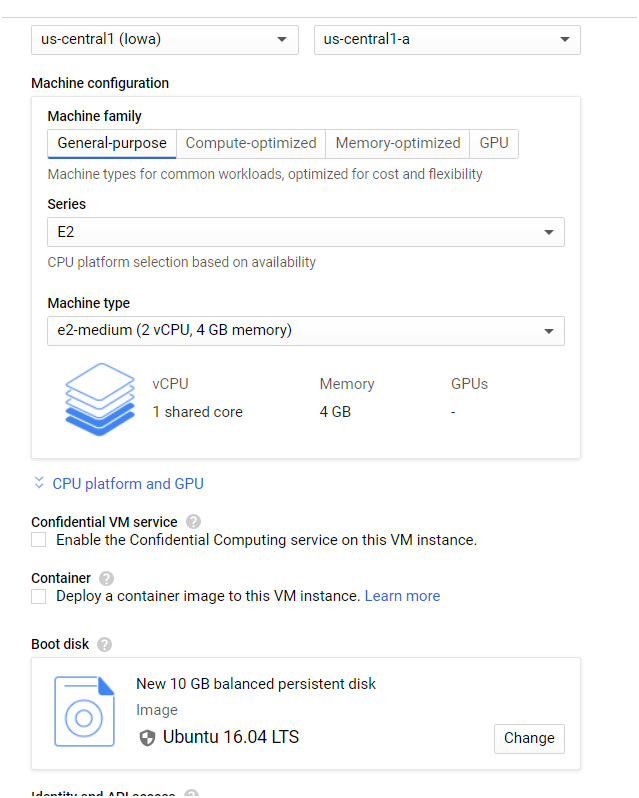 us-central1 (Iowa) us-central1-a
Machine configuration
Machine family
General-purpose Compute-optimized Memory-optimized GPU
Machine types for common workloads, optimized for cost and flexibility
Series
E2
CPU platform selection based on availability
Machine type
e2-medium (2 vCPU, 4 GB memory)
vCPU Memory GPUs
1 shared core 4 GB -
CPU platform and GPU
Confidential VM service ?
Enable the Confidential Computing service on this VM instance.
Container ?
Deploy a container image to this VM instance. Learn more
Boot disk ?
New 10 GB balanced persistent disk
Image
Ubuntu 16.04 LTS Change
Identity and API access ?